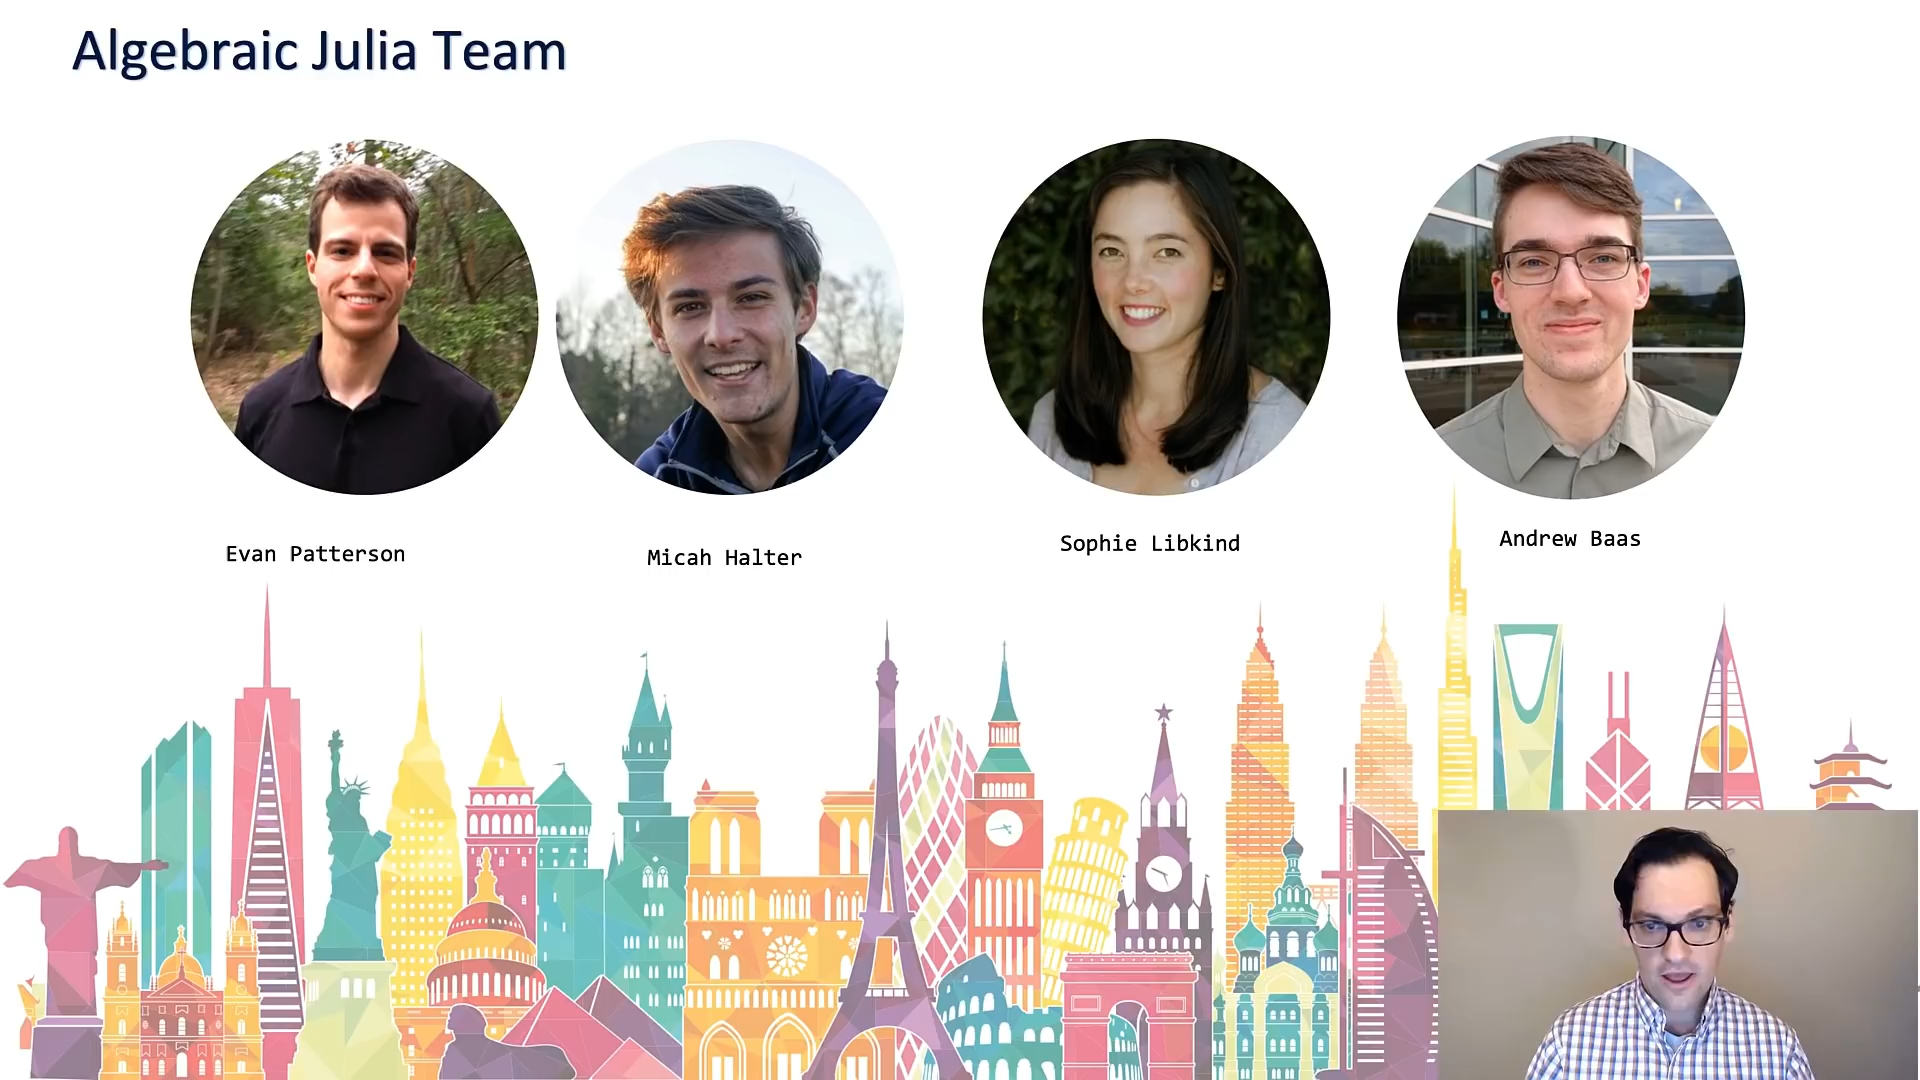 Algebraic Julia Team
Evan Patterson
Micah Halter
Sophie Libkind
Andrew Baas